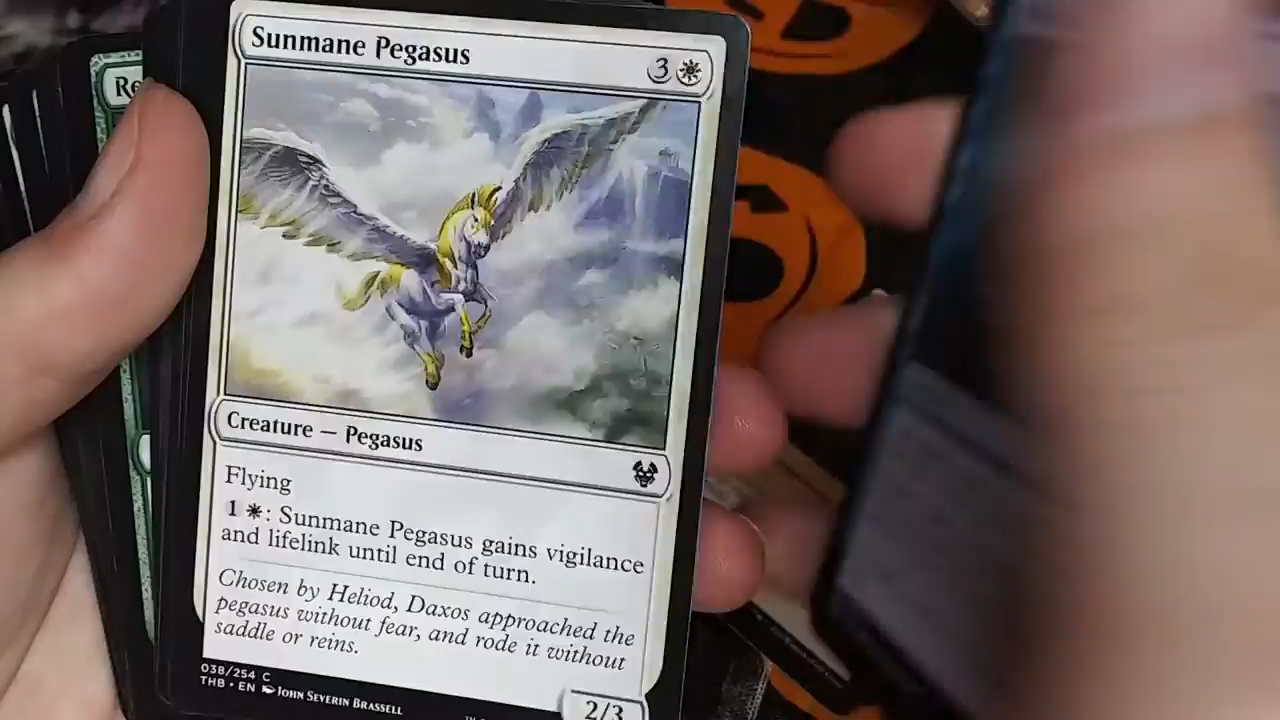 Sunmane Pegasus
3
Re
Creature — Pegasus
Flying
1 : Sunmane Pegasus gains vigilance
and lifelink until end of turn.
Chosen by Heliod, Daxos approached the
pegasus without fear, and rode it without
saddle or reins.
038/254 C
THB • EN John Severin Brassell
2/3